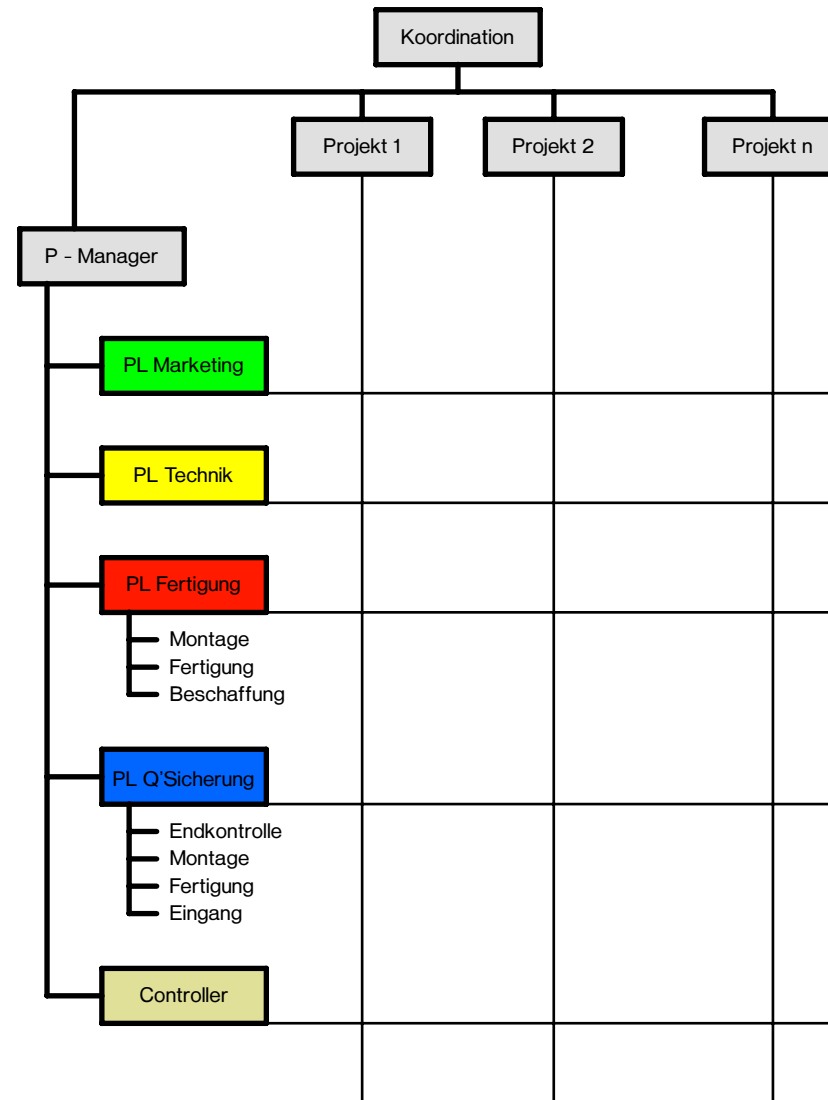 Koordination
Projekt 1
Projekt 2
Projekt n
P - Manager
PL Marketing
PL Technik
PL Fertigung
Montage
Fertigung
Beschaffung
PL Q'Sicherung
Endkontrolle
Montage
Fertigung
Eingang
Controller